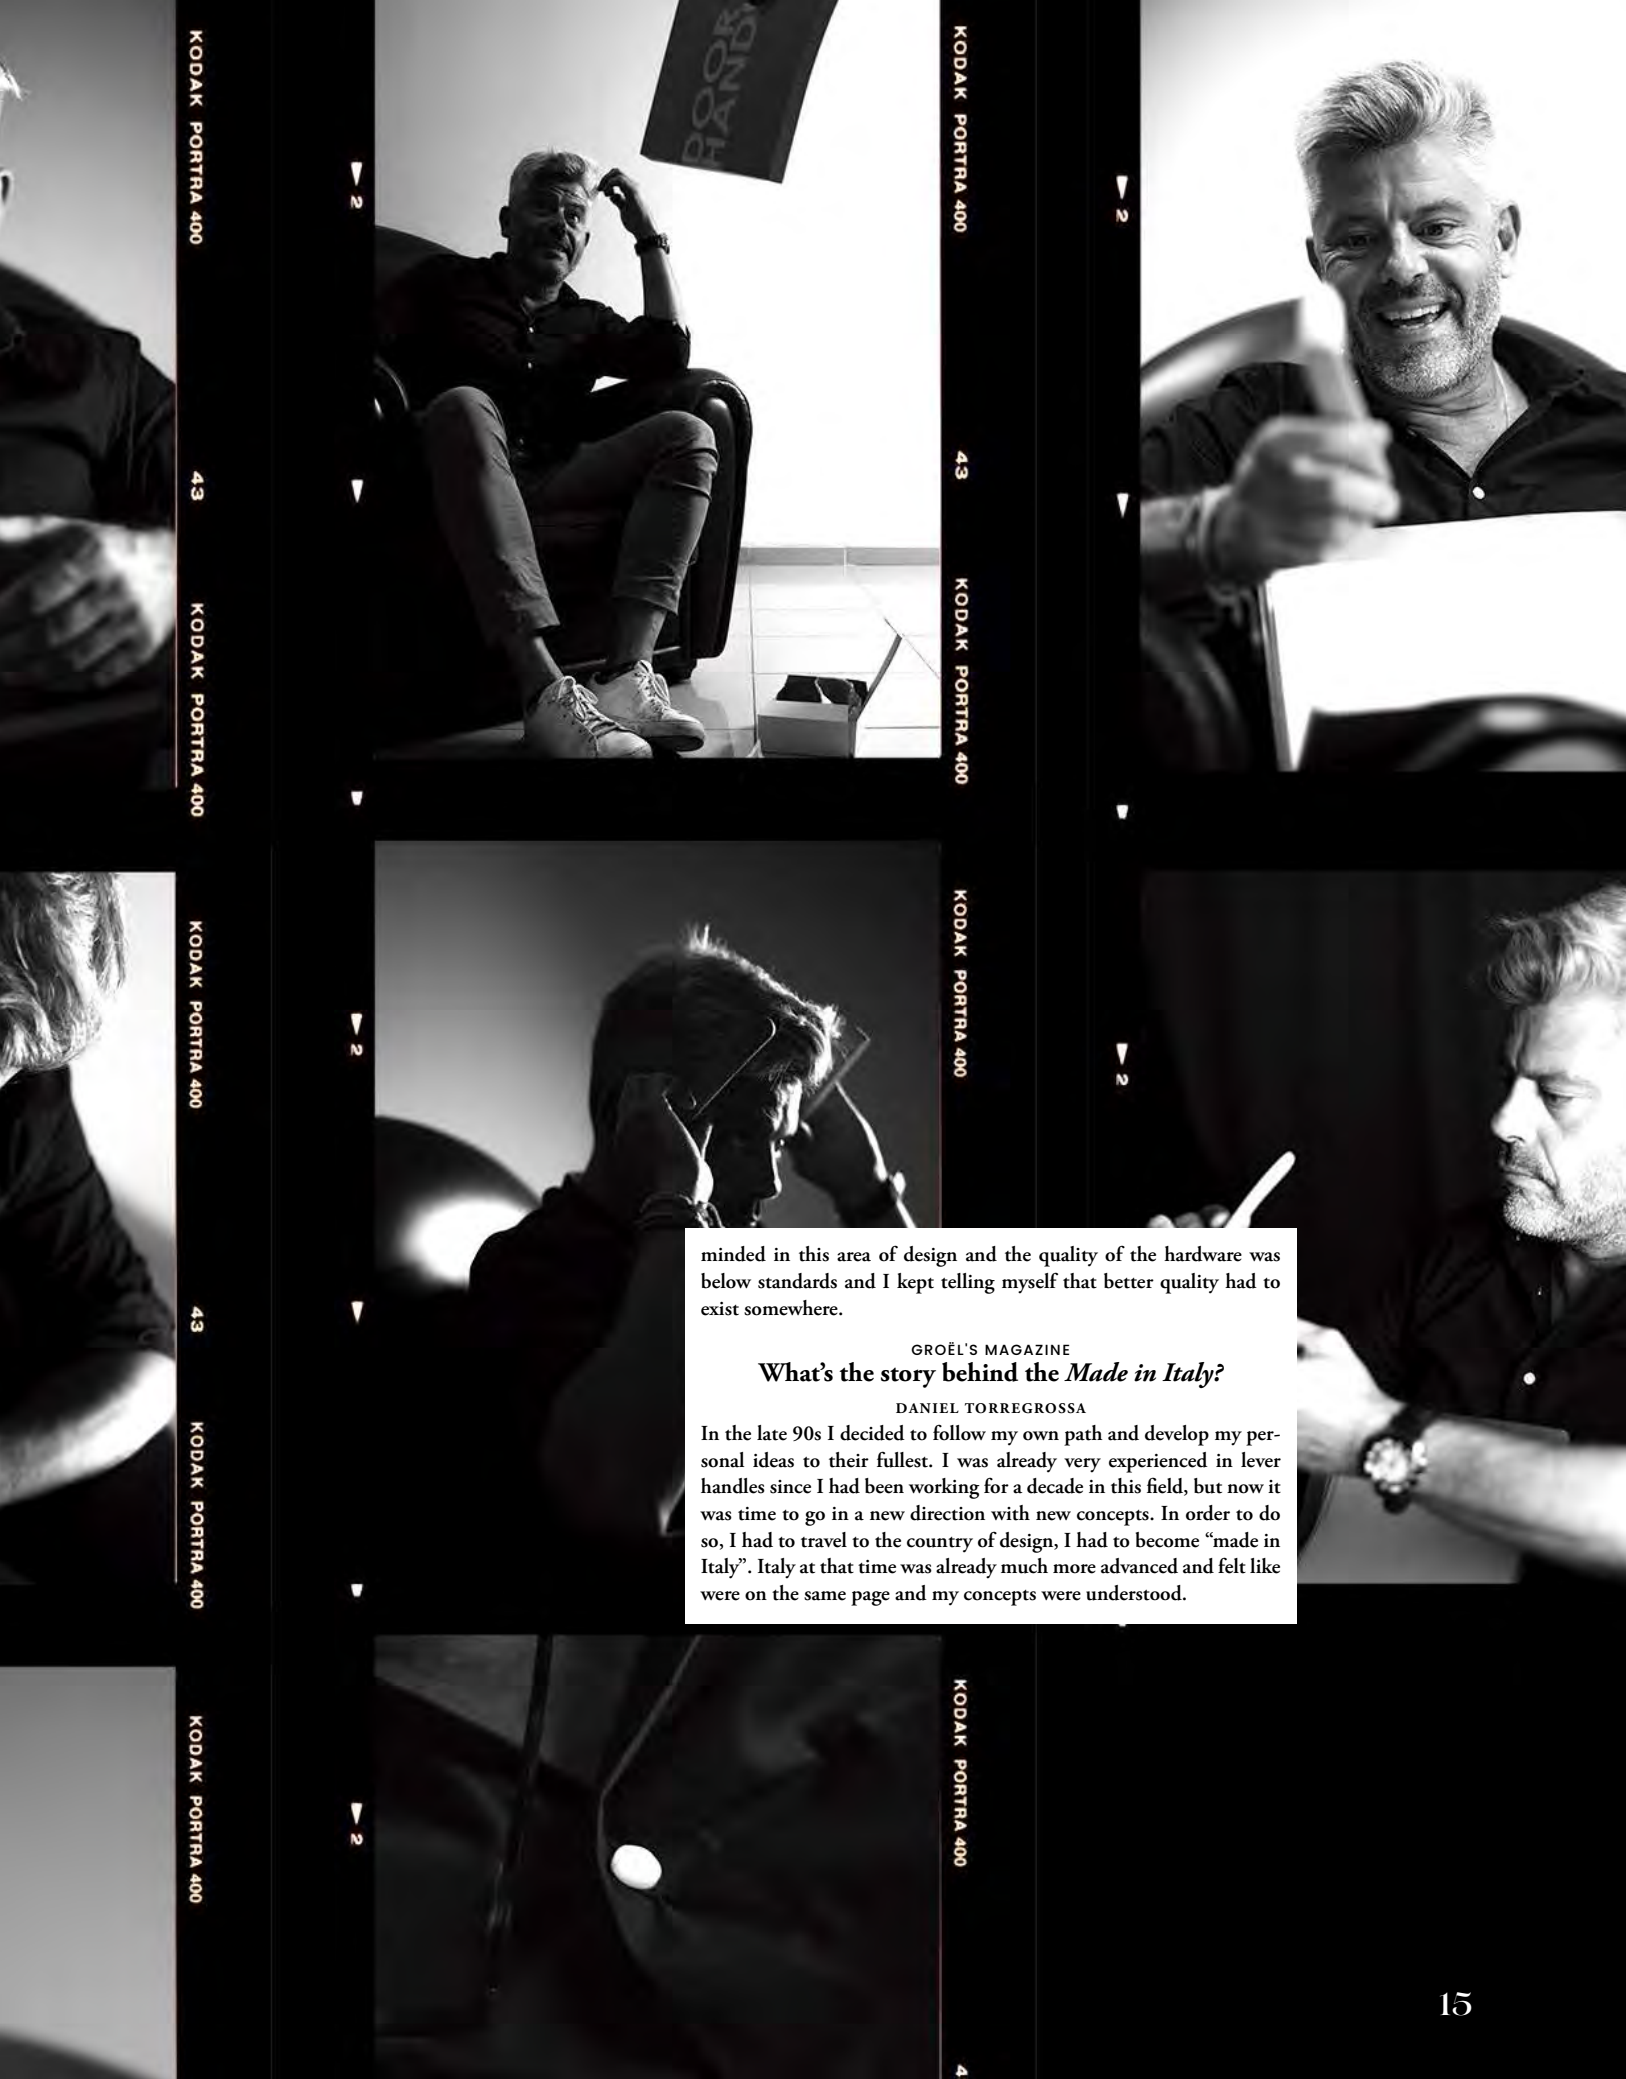 KODAK PORTRA 400
43
KODAK PORTRA 400
KODAK PORTRA 400
43
KODAK PORTRA 400
KODAK PORTRA 400
2
2
2
DOOR
HAND
KODAK PORTRA 400
43
KODAK PORTRA 400
KODAK PORTRA 400
KODAK PORTRA 400
4
2
2
minded in this area of design and the quality of the hardware was
below standards and I kept telling myself that better quality had to
exist somewhere.
GROËL'S MAGAZINE
What’s the story behind the Made in Italy?
DANIEL TORREGROSSA
In the late 90s I decided to follow my own path and develop my per-
sonal ideas to their fullest. I was already very experienced in lever
handles since I had been working for a decade in this field, but now it
was time to go in a new direction with new concepts. In order to do
so, I had to travel to the country of design, I had to become “made in
Italy”. Italy at that time was already much more advanced and felt like
were on the same page and my concepts were understood.
15